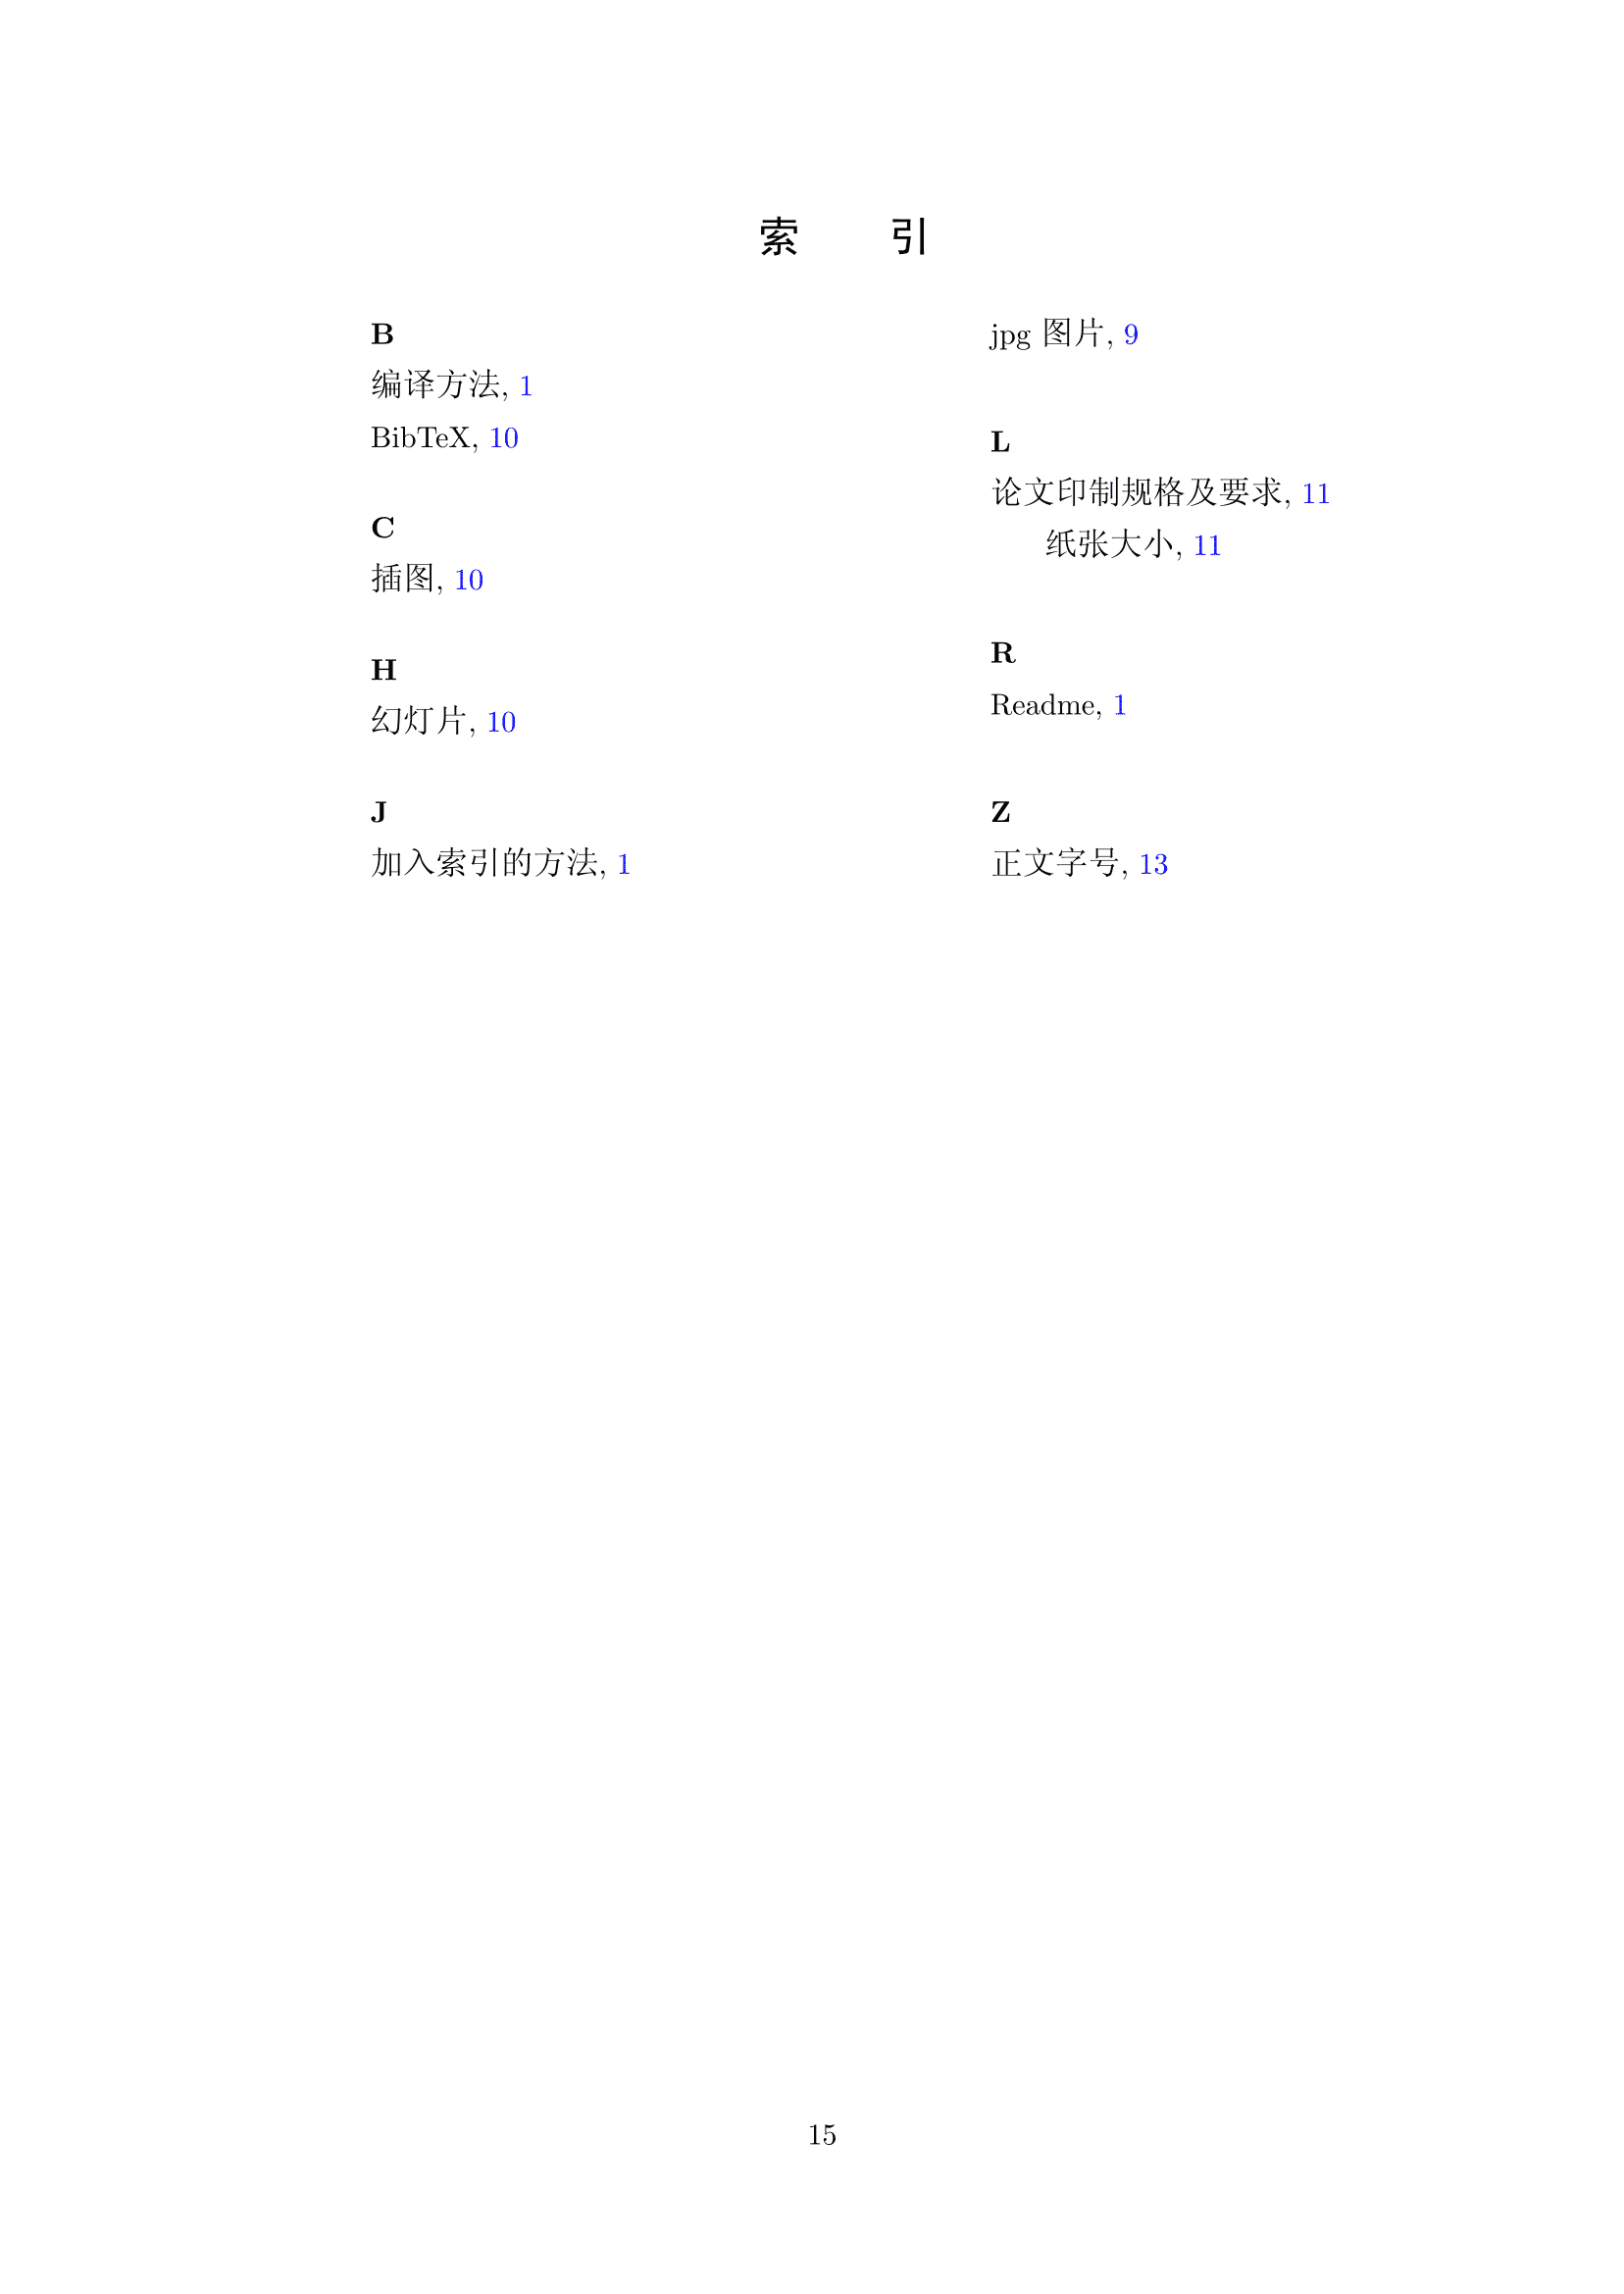 索 引
B
编译方法, 1
BibTeX, 10
C
插图, 10
H
幻灯片, 10
J
加入索引的方法, 1
jpg 图片, 9
L
论文印制规格及要求, 11
纸张大小, 11
R
Readme, 1
Z
正文字号, 13
15